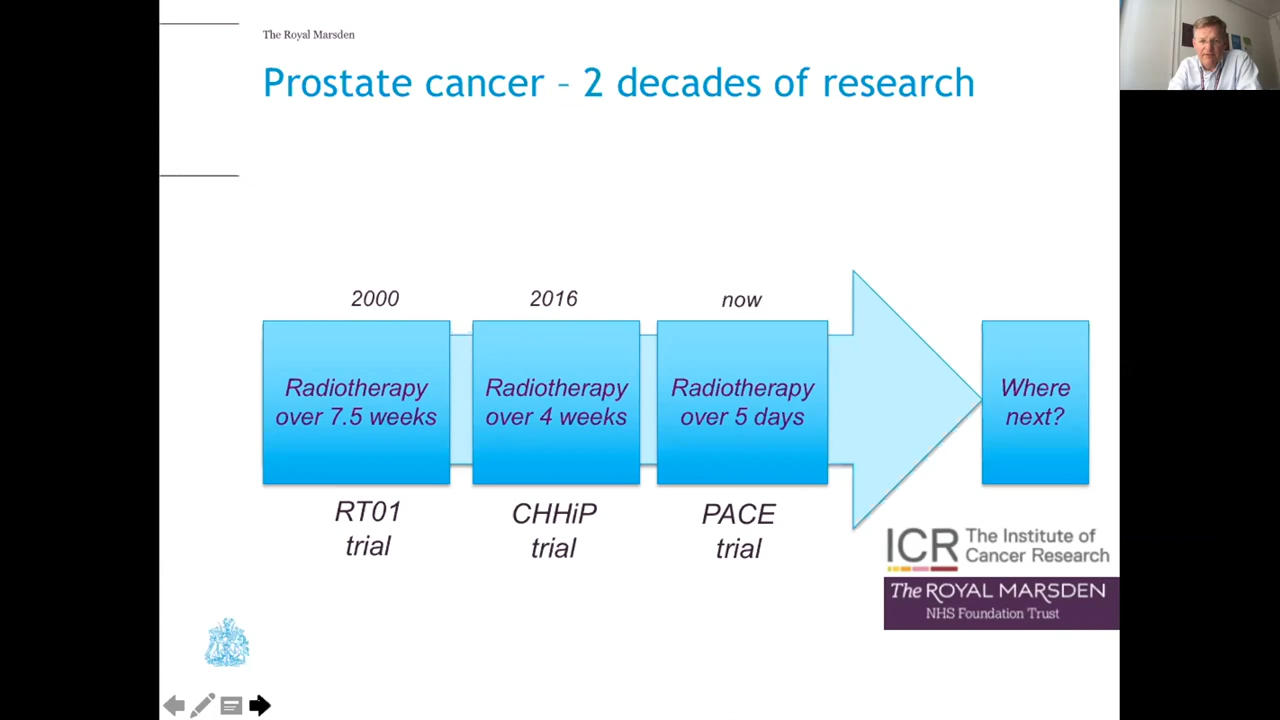 The Royal Marsden
Prostate cancer – 2 decades of research
2000
2016
now
Radiotherapy
over 7.5 weeks
Radiotherapy
over 4 weeks
Radiotherapy
over 5 days
Where
next?
RT01
trial
CHHiP
trial
PACE
trial
ICR The Institute of
Cancer Research
The ROYAL MARSDEN
NHS Foundation Trust